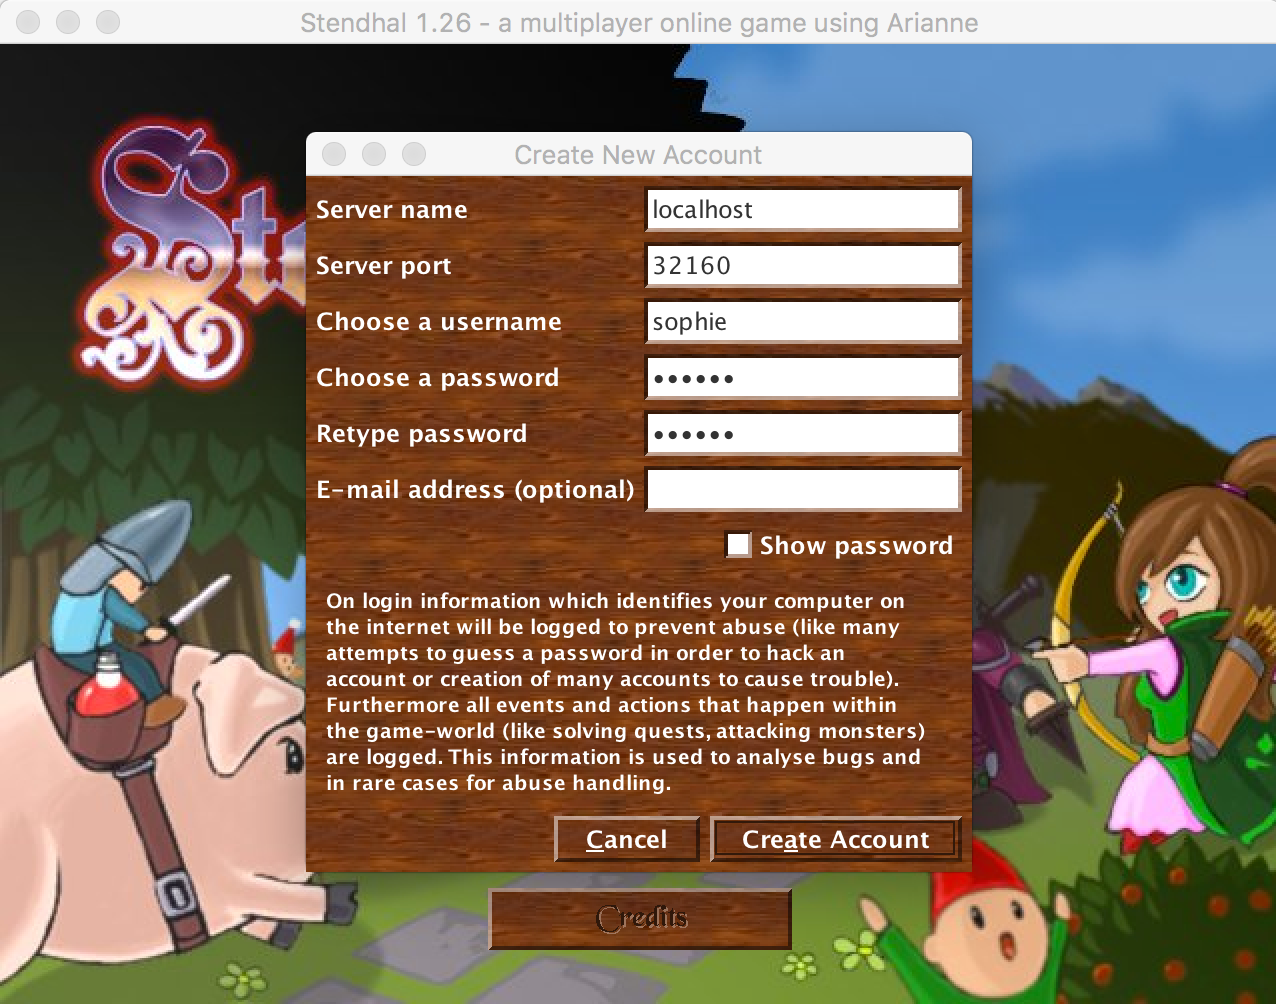 Stendhal 1.26 - a multiplayer online game using Arianne
Create New Account
Server name
localhost
Server port
32160
Choose a username
sophie
Choose a password
••••••
Retype password
••••••
E-mail address (optional)
Show password
On login information which identifies your computer on
the internet will be logged to prevent abuse (like many
attempts to guess a password in order to hack an
account or creation of many accounts to cause trouble).
Furthermore all events and actions that happen within
the game-world (like solving quests, attacking monsters)
are logged. This information is used to analyse bugs and
in rare cases for abuse handling.
Cancel
Create Account
Credits